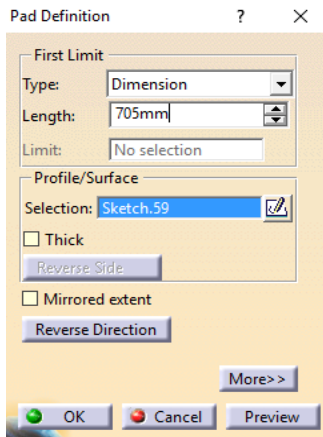 Pad Definition ? ×
First Limit
Type: Dimension
Length: 705mm
Limit: No selection
Profile/Surface
Selection: Sketch.59
Thick
Reverse Side
Mirrored extent
Reverse Direction
More>>
OK Cancel Preview